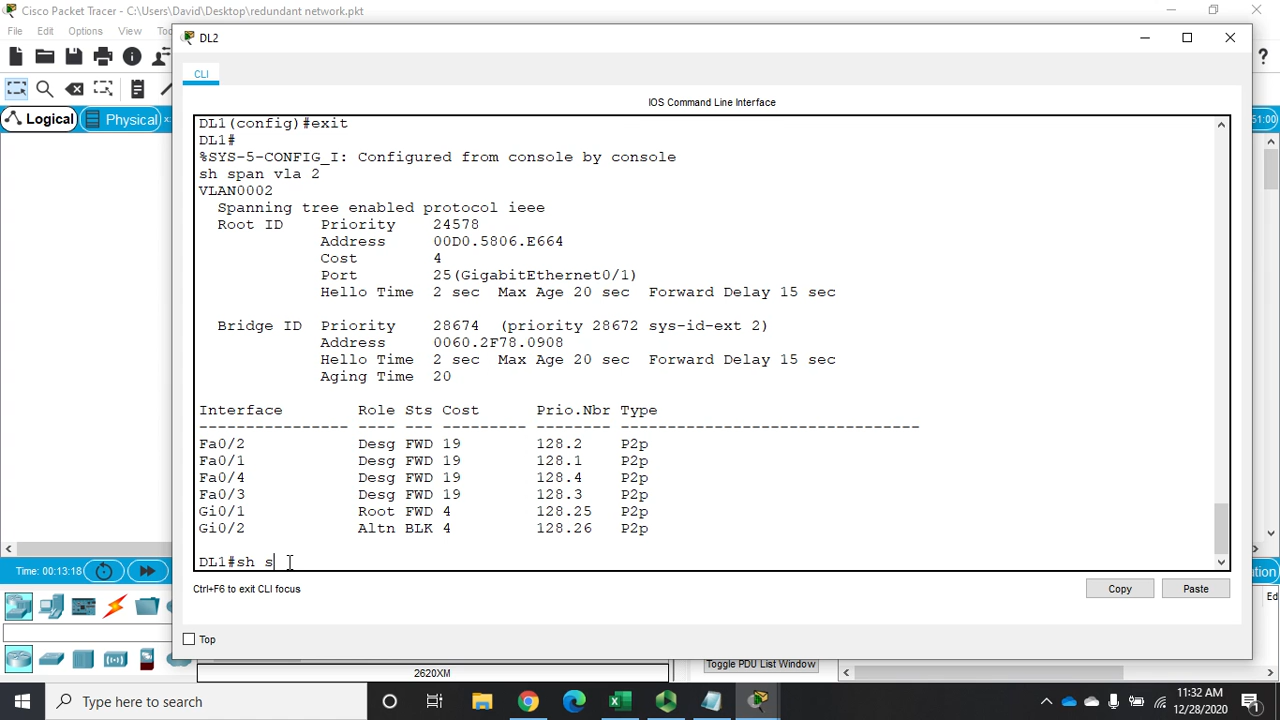 Cisco Packet Tracer - C:\Users\David\Desktop\redundant network.pkt
File Edit Options View
DL2
CLI
Logical
Physical
51:00
IOS Command Line Interface
DL1(config)#exit
DL1#
%SYS-5-CONFIG_I: Configured from console by console
sh span vla 2
VLAN0002
Spanning tree enabled protocol ieee
Root ID Priority 24578
Address 00D0.5806.E664
Cost 4
Port 25(GigabitEthernet0/1)
Hello Time 2 sec Max Age 20 sec Forward Delay 15 sec
Bridge ID Priority 28674 (priority 28672 sys-id-ext 2)
Address 0060.2F78.0908
Hello Time 2 sec Max Age 20 sec Forward Delay 15 sec
Aging Time 20
Interface Role Sts Cost Prio.Nbr Type
---------------- ---- --- --------- -------- --------------------------------
Fa0/2 Desg FWD 19 128.2 P2p
Fa0/1 Desg FWD 19 128.1 P2p
Fa0/4 Desg FWD 19 128.4 P2p
Fa0/3 Desg FWD 19 128.3 P2p
Gi0/1 Root FWD 4 128.25 P2p
Gi0/2 Altn BLK 4 128.26 P2p
DL1#sh s
Ctrl+F6 to exit CLI focus
Copy
Paste
Top
Time: 00:13:18
2620XM
Toggle PDU List Window
Type here to search
11:32 AM
12/28/2020